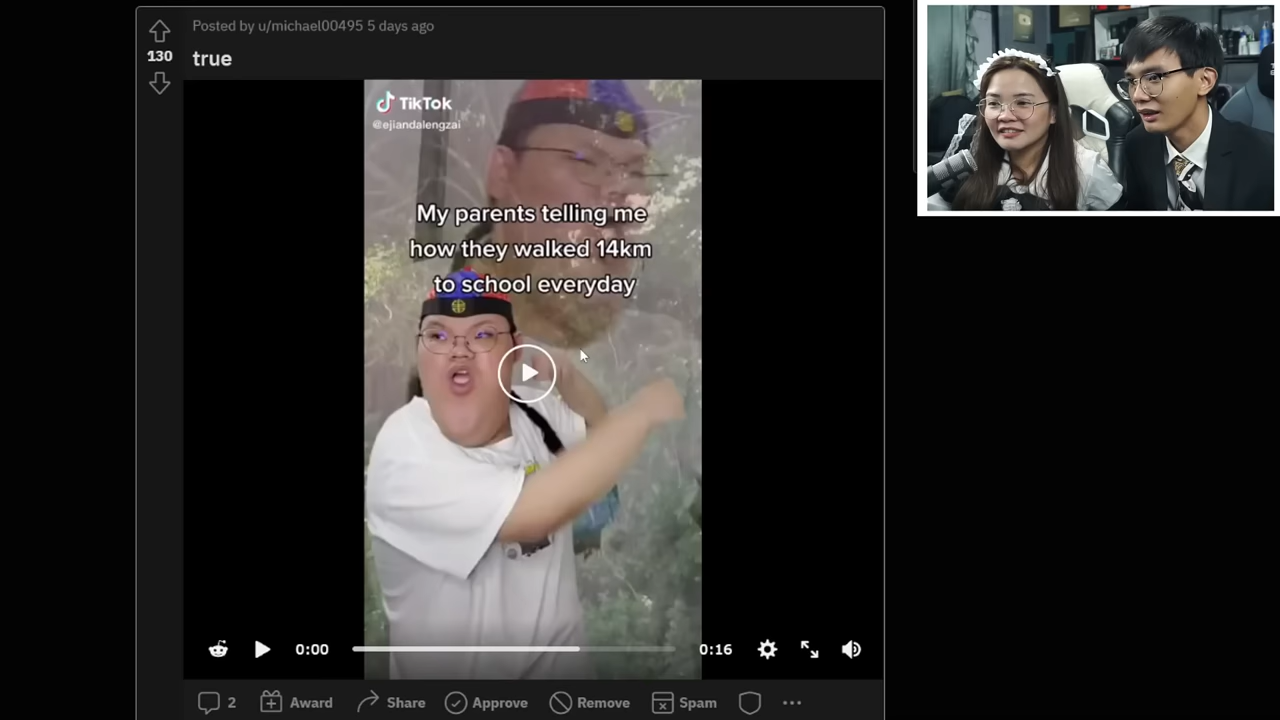 Posted by u/michael00495 5 days ago
130
true
TikTok
@ejiandalengzai
My parents telling me
how they walked 14km
to school everyday
0:00
0:16
2
Award
Share
Approve
Remove
Spam